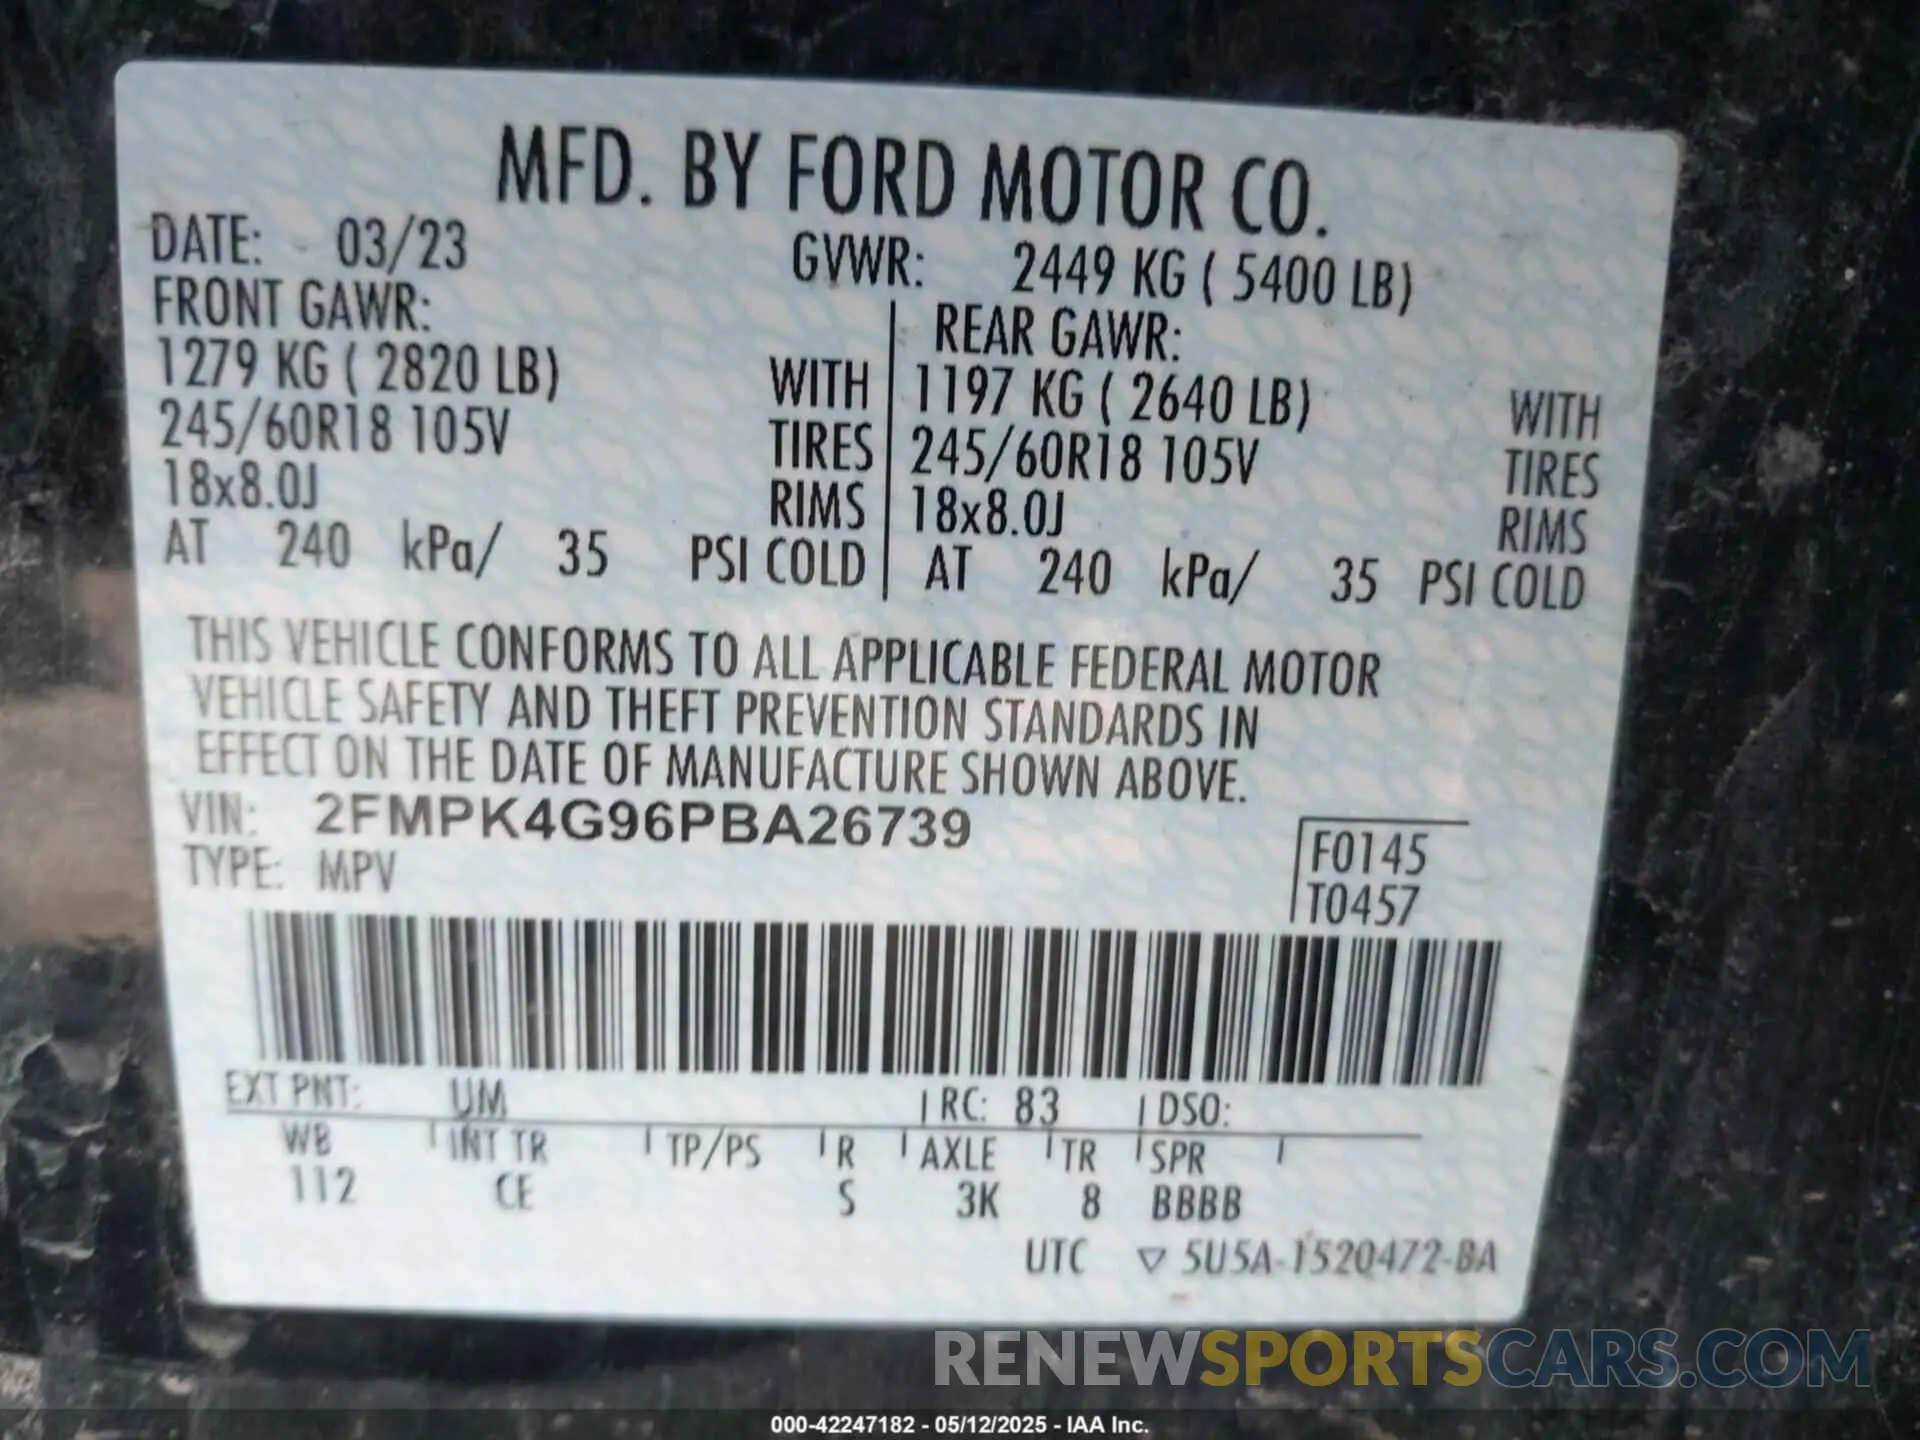 MFD. BY FORD MOTOR CO.
DATE: 03/23 GVWR: 2449 KG ( 5400 LB)
FRONT GAWR: REAR GAWR:
1279 KG ( 2820 LB) WITH 1197 KG ( 2640 LB) WITH
245/60R18 105V TIRES 245/60R18 105V TIRES
18x8.0J RIMS 18x8.0J RIMS
AT 240 kPa/ 35 PSI COLD AT 240 kPa/ 35 PSI COLD
THIS VEHICLE CONFORMS TO ALL APPLICABLE FEDERAL MOTOR
VEHICLE SAFETY AND THEFT PREVENTION STANDARDS IN
EFFECT ON THE DATE OF MANUFACTURE SHOWN ABOVE.
VIN: 2FMPK4G96PBA26739
TYPE: MPV
F0145
T0457
EXT PNT: UM RC: 83 DSO:
WB INT TR TP/PS R AXLE TR SPR
112 CE S 3K 8 BBBB
UTC ▽ 5U5A-1520472-BA
RENEWSPORTSCARS.COM
000-42247182 - 05/12/2025 - IAA Inc.